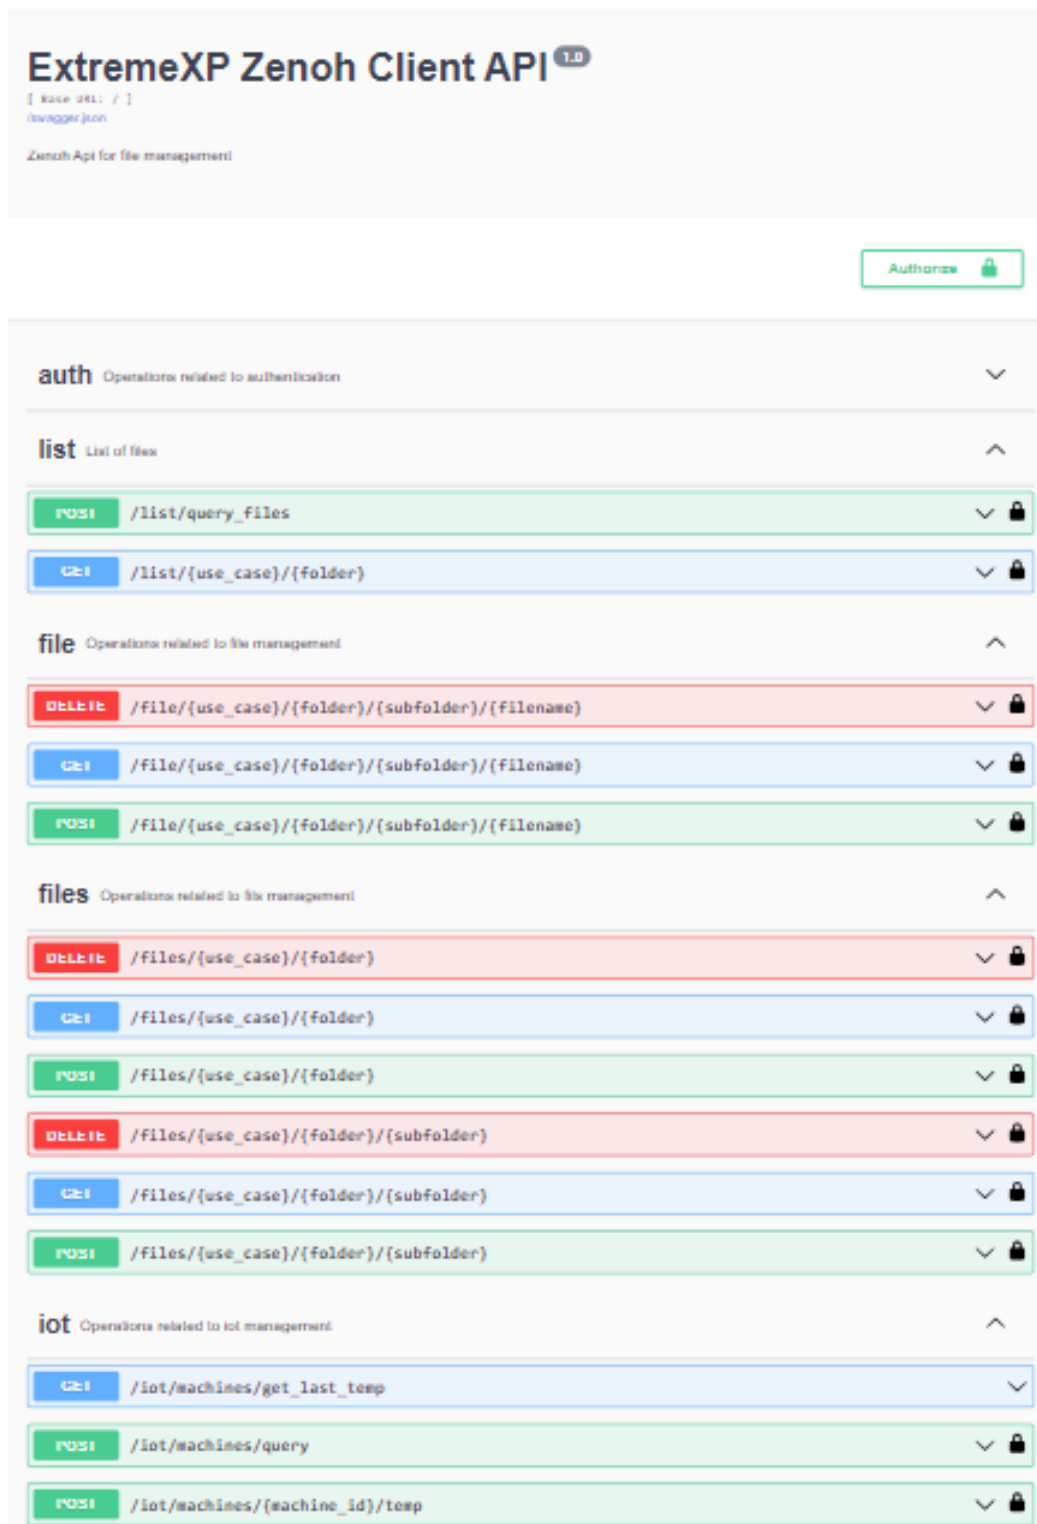 ExtremeXP Zenoh Client API 1.0
[ Base URL: / ]
/swagger.json
Zenoh Api for file management
Authorize
auth Operations related to authentication
list List of files
POST /list/query_files
GET /list/{use_case}/{folder}
file Operations related to file management
DELETE /file/{use_case}/{folder}/{subfolder}/{filename}
GET /file/{use_case}/{folder}/{subfolder}/{filename}
POST /file/{use_case}/{folder}/{subfolder}/{filename}
files Operations related to file management
DELETE /files/{use_case}/{folder}
GET /files/{use_case}/{folder}
POST /files/{use_case}/{folder}
DELETE /files/{use_case}/{folder}/{subfolder}
GET /files/{use_case}/{folder}/{subfolder}
POST /files/{use_case}/{folder}/{subfolder}
iot Operations related to iot management
GET /iot/machines/get_last_temp
POST /iot/machines/query
POST /iot/machines/{machine_id}/temp